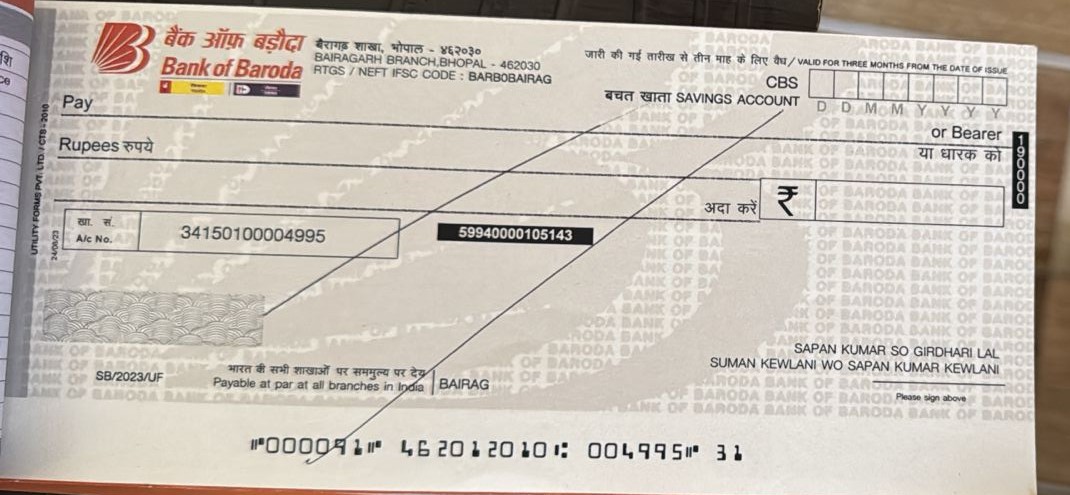 बैंक ऑफ़ बड़ौदा
Bank of Baroda
बैरागढ़ शाखा, भोपाल - ४६२०३०
BAIRAGARH BRANCH,BHOPAL - 462030
RTGS / NEFT IFSC CODE : BARB0BAIRAG
जारी की गई तारीख से तीन माह के लिए वैध / VALID FOR THREE MONTHS FROM THE DATE OF ISSUE
CBS
बचत खाता SAVINGS ACCOUNT
D D M M Y Y Y Y
Pay
or Bearer
या धारक को
Rupees रुपये
अदा करें ₹
190000
खा. सं.
A/c No.
34150100004995
59940000105143
UTILITY FORMS PVT. LTD. / CTS - 2010
24/08/23
SAPAN KUMAR SO GIRDHARI LAL
SUMAN KEWLANI WO SAPAN KUMAR KEWLANI
Please sign above
SB/2023/UF
भारत की सभी शाखाओं पर सममूल्य पर देय
Payable at par at all branches in India
BAIRAG
⑈000091⑈ 462012010⑆ 004995⑈ 31